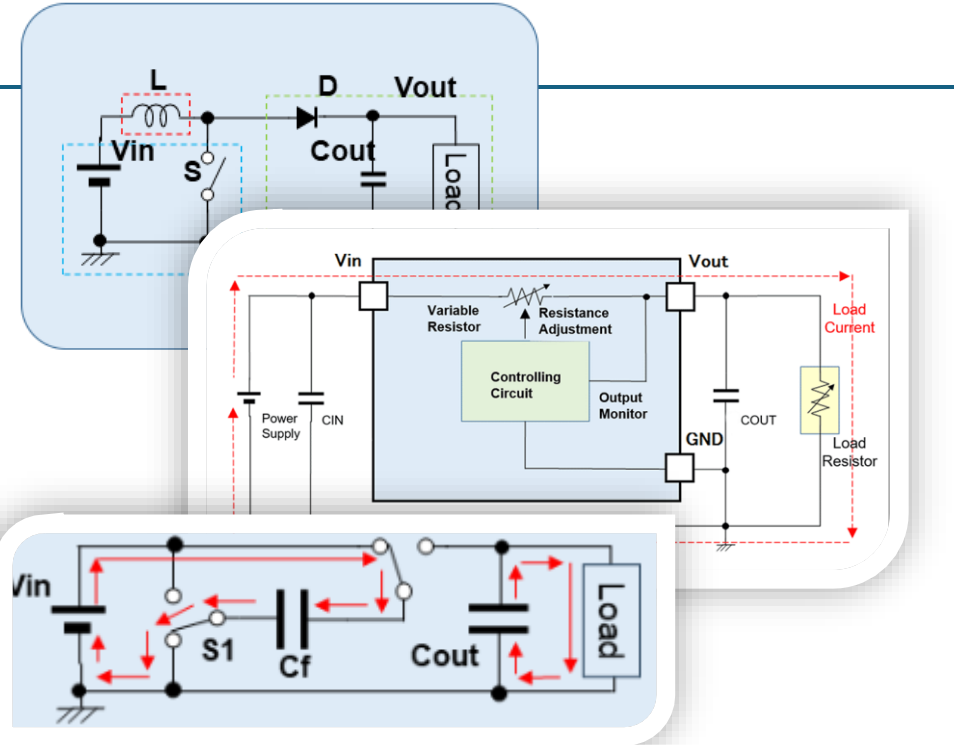 L
D
Vout
Vin
S
Cout
Load
Vin
Vout
Variable
Resistor
Resistance
Adjustment
Load
Current
Controlling
Circuit
Output
Monitor
Power
Supply
CIN
COUT
GND
Load
Resistor
Vin
S1
Cf
Cout
Load